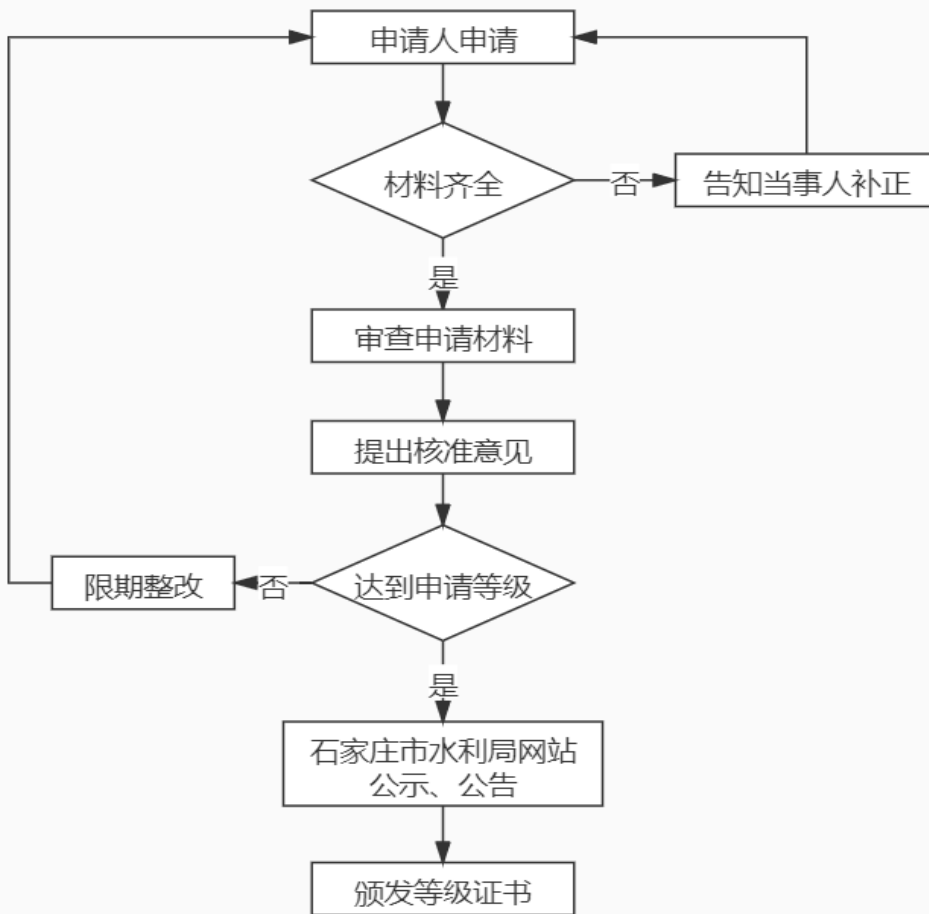 申请人申请
材料齐全
否
告知当事人补正
是
审查申请材料
提出核准意见
达到申请等级
否
限期整改
是
石家庄市水利局网站
公示、公告
颁发等级证书